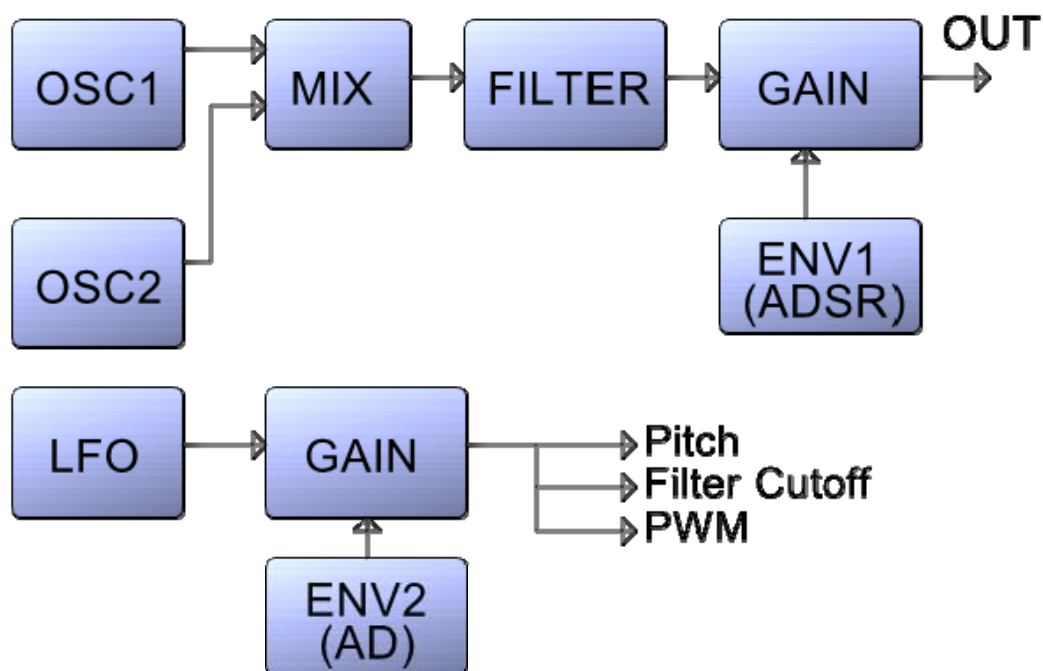 OUT
OSC1
MIX
FILTER
GAIN
OSC2
ENV1
(ADSR)
LFO
GAIN
Pitch
Filter Cutoff
PWM
ENV2
(AD)